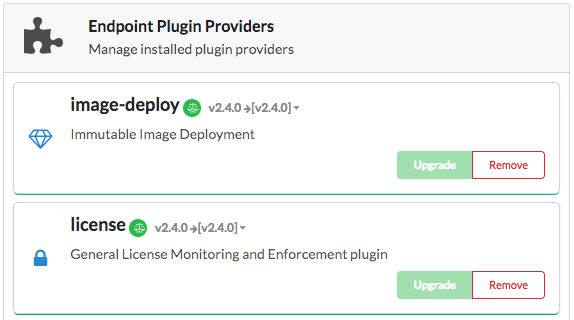 Endpoint Plugin Providers
Manage installed plugin providers
image-deploy v2.4.0 →[v2.4.0]
Immutable Image Deployment
Upgrade Remove
license v2.4.0 →[v2.4.0]
General License Monitoring and Enforcement plugin
Upgrade Remove